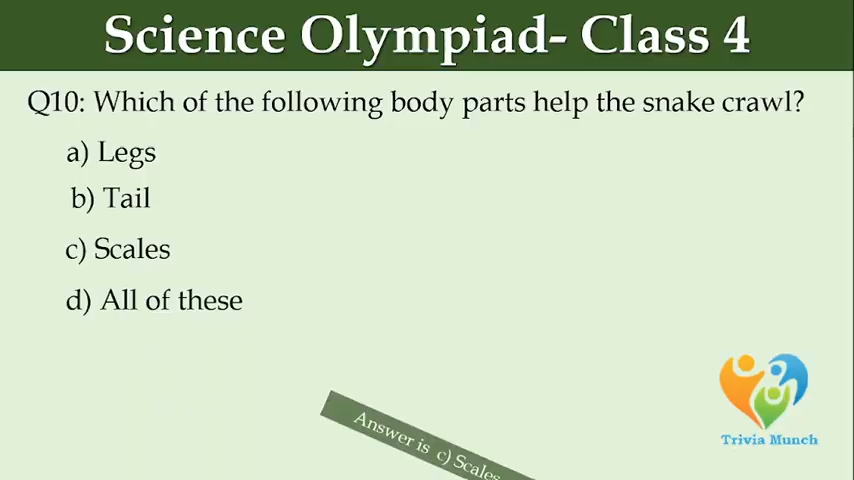 Science Olympiad- Class 4
Q10: Which of the following body parts help the snake crawl?
a) Legs
b) Tail
c) Scales
d) All of these
Answer is c) Scales
Trivia Munch